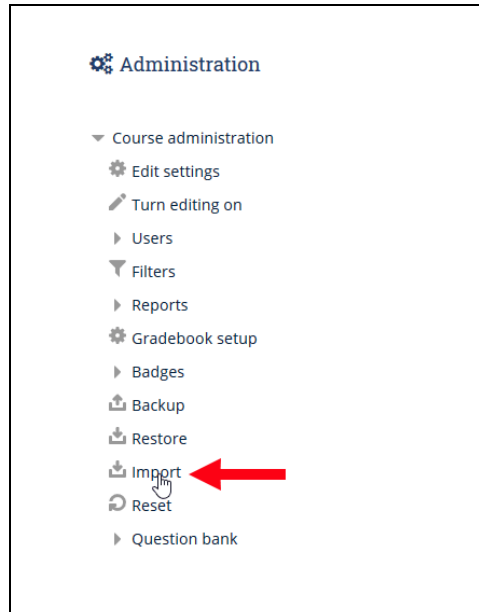 Administration
Course administration
Edit settings
Turn editing on
Users
Filters
Reports
Gradebook setup
Badges
Backup
Restore
Import
Reset
Question bank